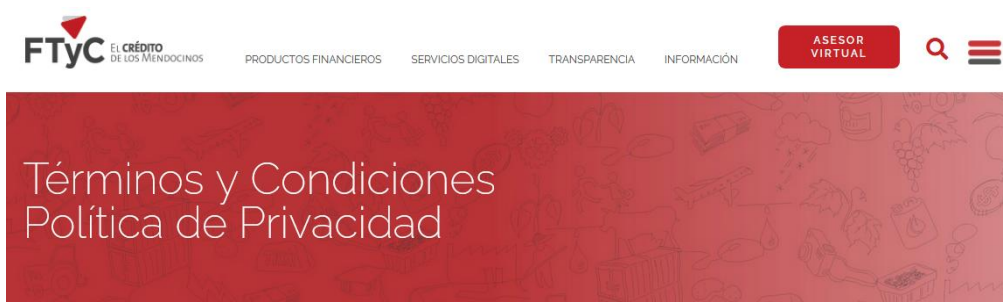 FTyC EL CRÉDITO
DE LOS MENDOCINOS
PRODUCTOS FINANCIEROS
SERVICIOS DIGITALES
TRANSPARENCIA
INFORMACIÓN
ASESOR
VIRTUAL
Términos y Condiciones
Política de Privacidad